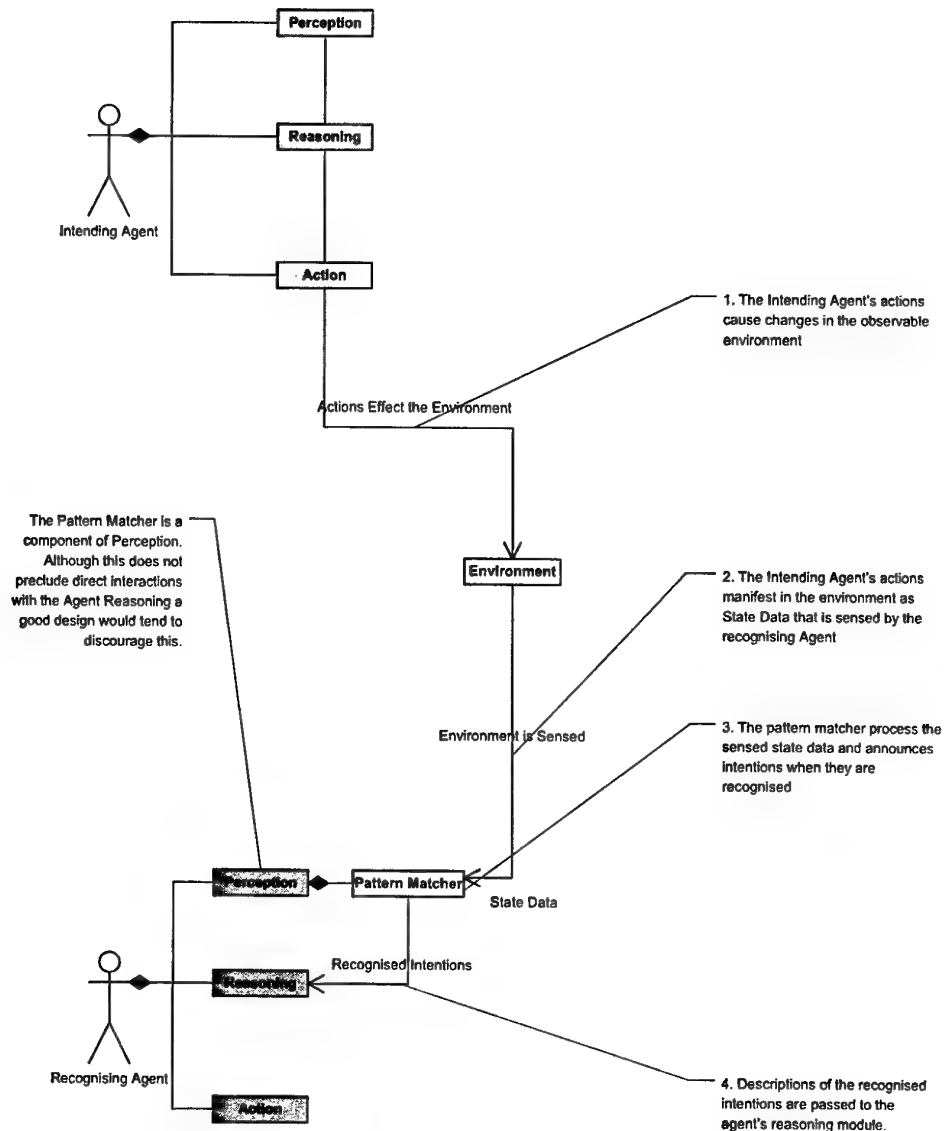 Perception
Reasoning
Intending Agent
Action
1. The Intending Agent's actions
cause changes in the observable
environment
Actions Effect the Environment
The Pattern Matcher is a
component of Perception.
Although this does not
preclude direct interactions
with the Agent Reasoning a
good design would tend to
discourage this.
Environment
2. The Intending Agent's actions
manifest in the environment as
State Data that is sensed by the
recognising Agent
Environment is Sensed
3. The pattern matcher process the
sensed state data and announces
intentions when they are
recognised
Perception
Pattern Matcher
State Data
Recognised Intentions
Reasoning
Recognising Agent
Action
4. Descriptions of the recognised
intentions are passed to the
agent's reasoning module.